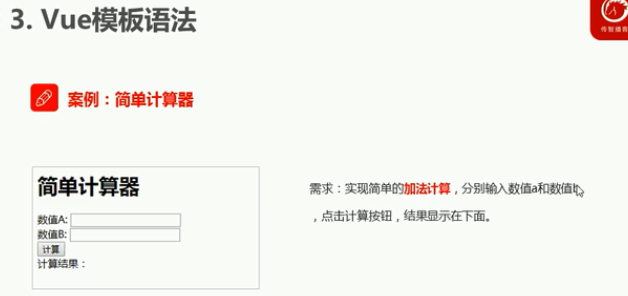 3. Vue模板语法
传智播客
案例：简单计算器
简单计算器
数值A:
数值B:
计算
计算结果：
需求：实现简单的加法计算，分别输入数值a和数值b
，点击计算按钮，结果显示在下面。